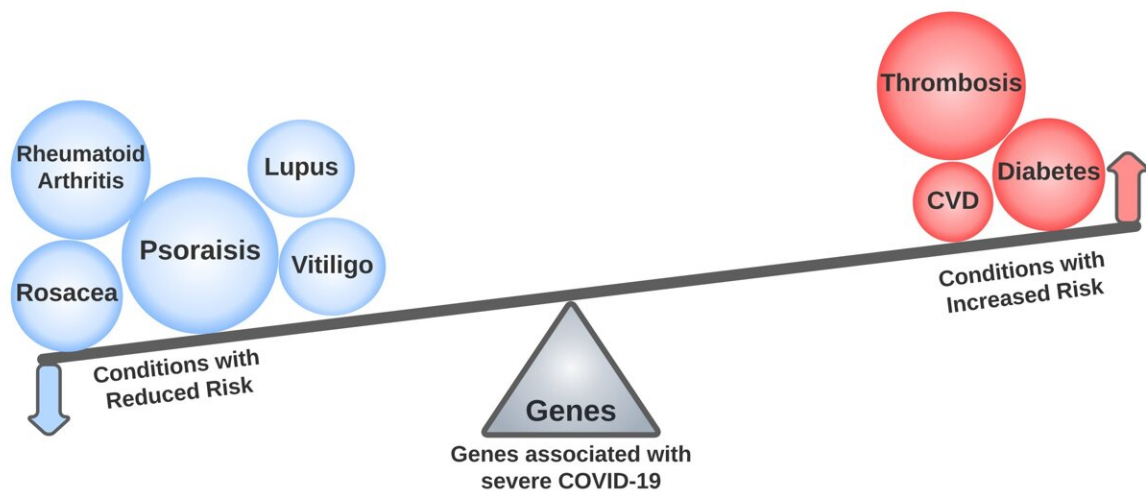 Rheumatoid
Arthritis
Lupus
Psoraisis
Rosacea
Vitiligo
Thrombosis
Diabetes
CVD
Conditions with
Reduced Risk
Conditions with
Increased Risk
Genes
Genes associated with
severe COVID-19